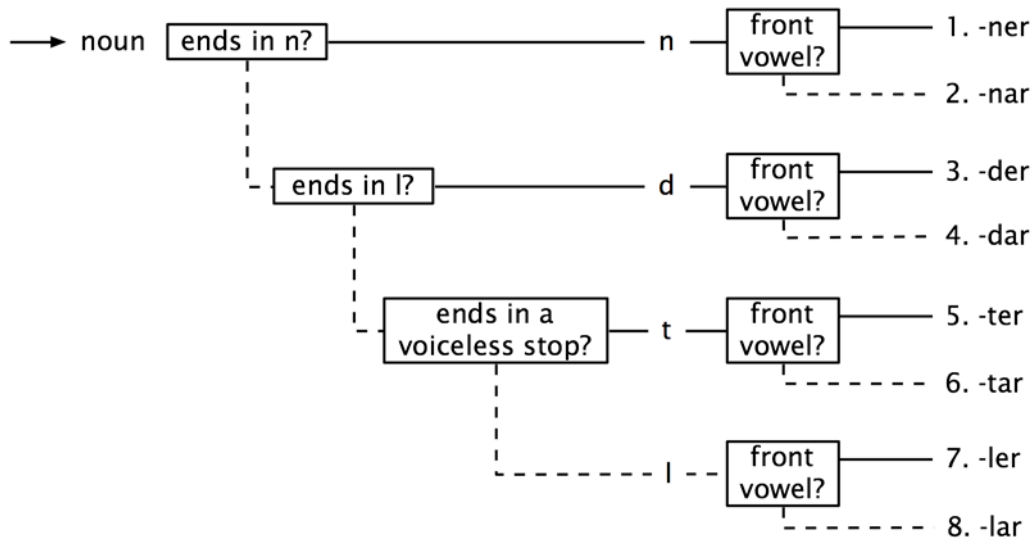 noun ends in n? n front vowel? 1. -ner
2. -nar
ends in l? d front vowel? 3. -der
4. -dar
ends in a voiceless stop? t front vowel? 5. -ter
6. -tar
l front vowel? 7. -ler
8. -lar